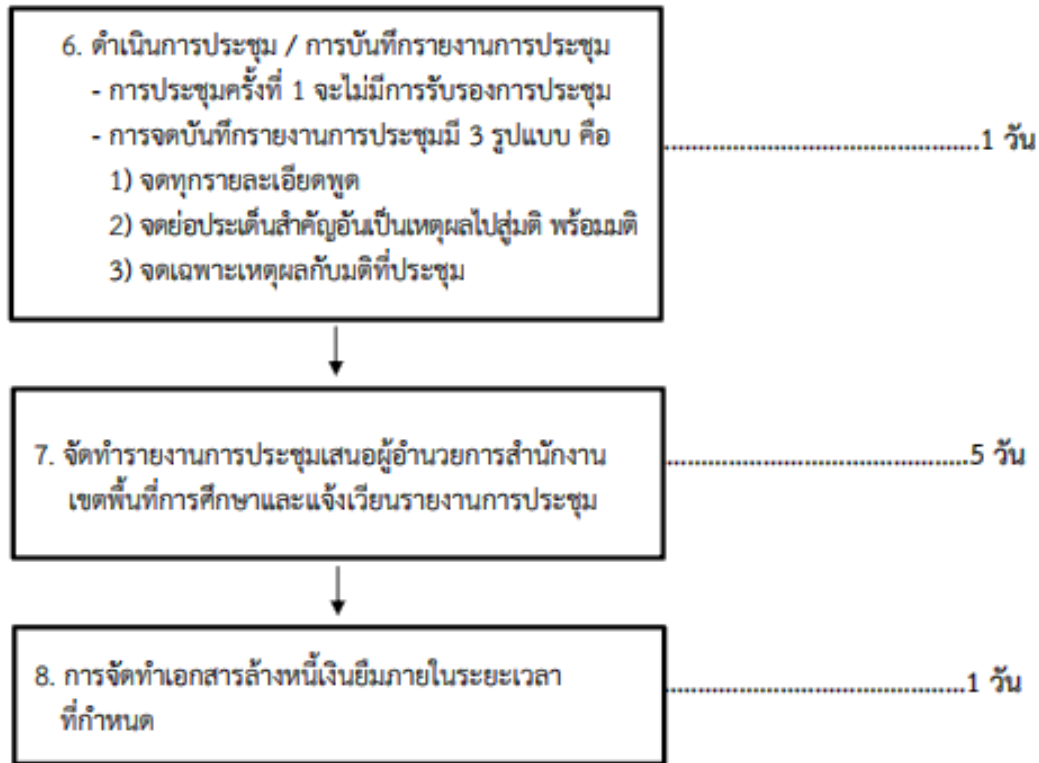 6. ดำเนินการประชุม / การบันทึกรายงานการประชุม
- การประชุมครั้งที่ 1 จะไม่มีการรับรองการประชุม
- การจดบันทึกรายงานการประชุมมี 3 รูปแบบ คือ
1) จดทุกรายละเอียดพูด
2) จดย่อประเด็นสำคัญอันเป็นเหตุผลไปสู่มติ พร้อมมติ
3) จดเฉพาะเหตุผลกับมติที่ประชุม
................................................1 วัน
7. จัดทำรายงานการประชุมเสนอผู้อำนวยการสำนักงาน
เขตพื้นที่การศึกษาและแจ้งเวียนรายงานการประชุม
..............................................5 วัน
8. การจัดทำเอกสารล้างหนี้เงินยืมภายในระยะเวลา
ที่กำหนด
..............................................1 วัน